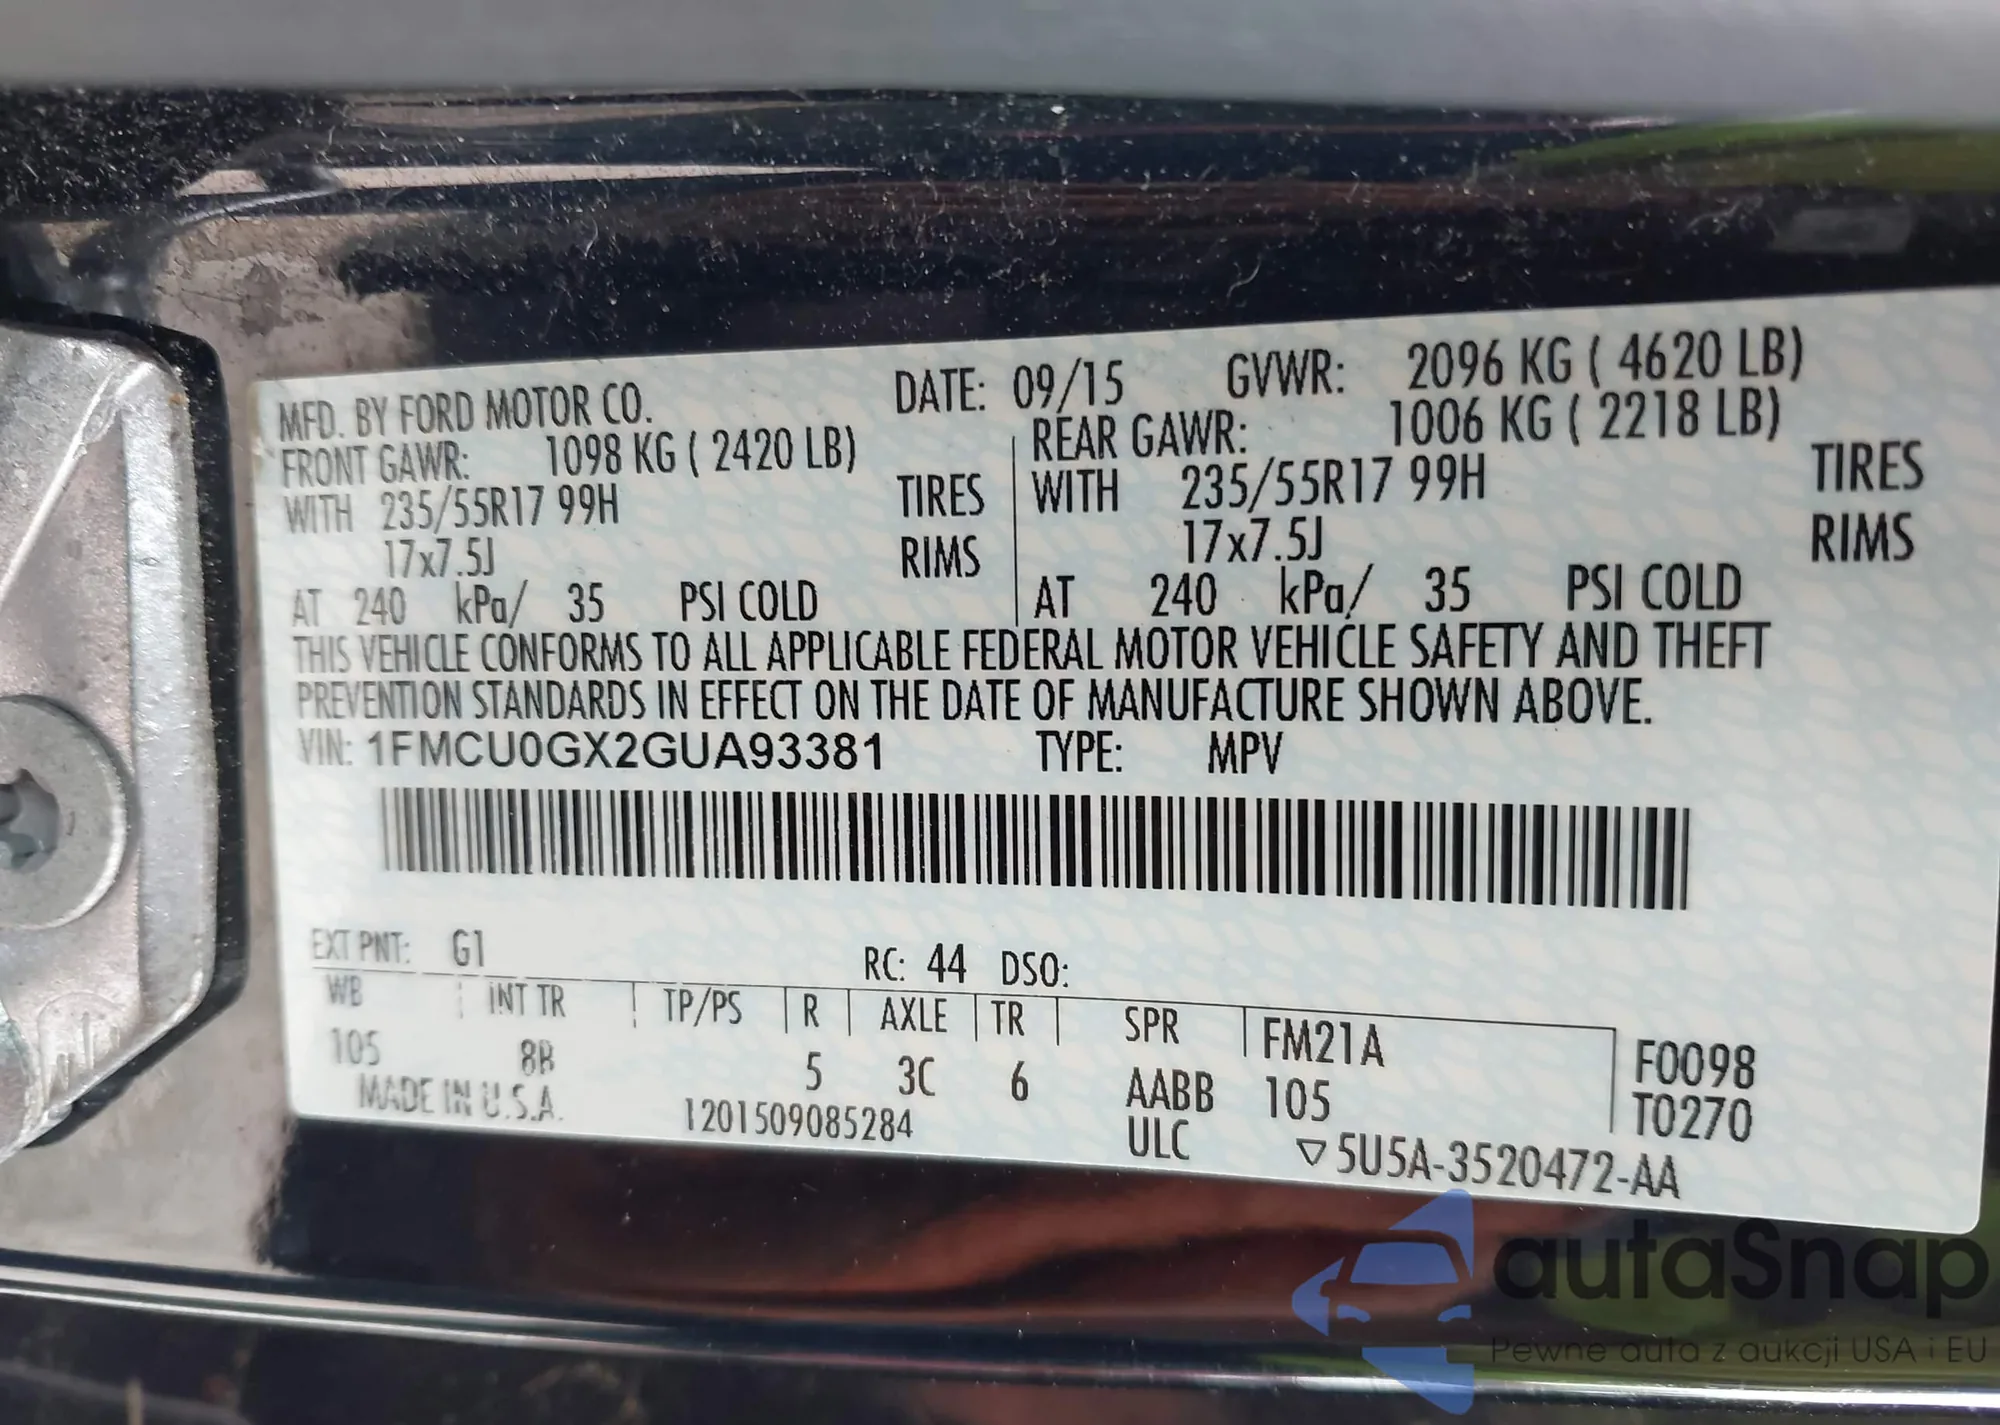 MFD. BY FORD MOTOR CO. DATE: 09/15 GVWR: 2096 KG ( 4620 LB)
FRONT GAWR: 1098 KG ( 2420 LB) REAR GAWR: 1006 KG ( 2218 LB)
WITH 235/55R17 99H TIRES WITH 235/55R17 99H TIRES
17x7.5J RIMS 17x7.5J RIMS
AT 240 kPa/ 35 PSI COLD AT 240 kPa/ 35 PSI COLD
THIS VEHICLE CONFORMS TO ALL APPLICABLE FEDERAL MOTOR VEHICLE SAFETY AND THEFT
PREVENTION STANDARDS IN EFFECT ON THE DATE OF MANUFACTURE SHOWN ABOVE.
VIN: 1FMCU0GX2GUA93381 TYPE: MPV
EXT PNT: G1 RC: 44 DSO:
WB INT TR TP/PS R AXLE TR SPR FM21A F0098
105 8B 5 3C 6 AABB 105 T0270
MADE IN U.S.A. 1201509085284 ULC ▽5U5A-3520472-AA
autaSnap
Pewne auta z aukcji USA i EU